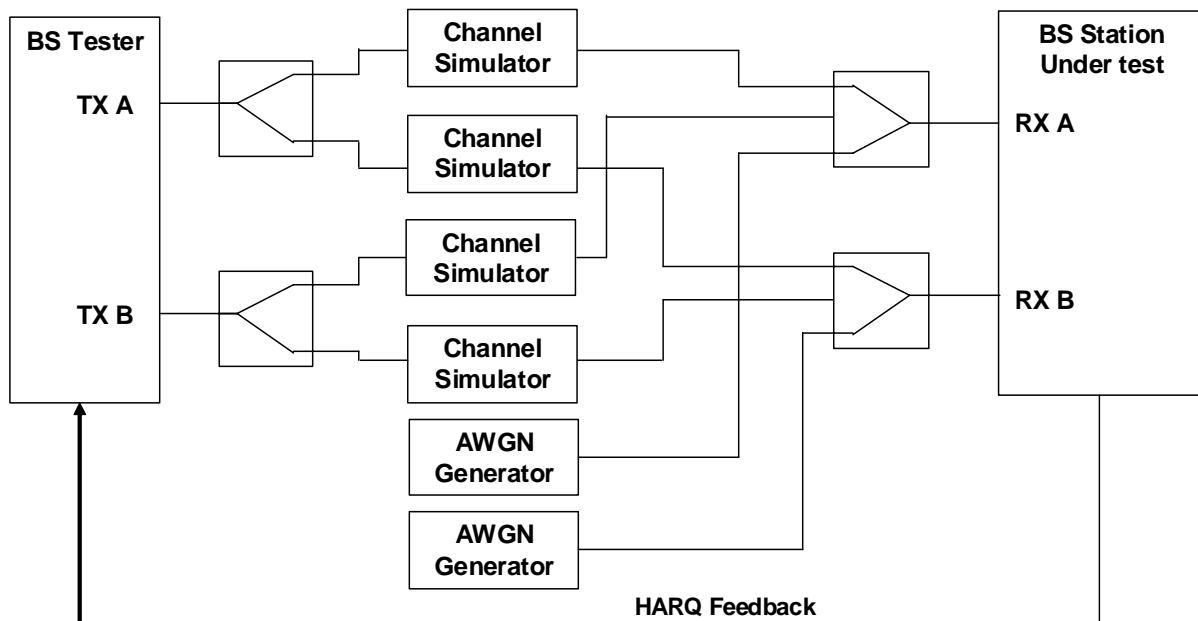 BS Tester
TX A
TX B
Channel
Simulator
Channel
Simulator
Channel
Simulator
Channel
Simulator
AWGN
Generator
AWGN
Generator
BS Station
Under test
RX A
RX B
HARQ Feedback